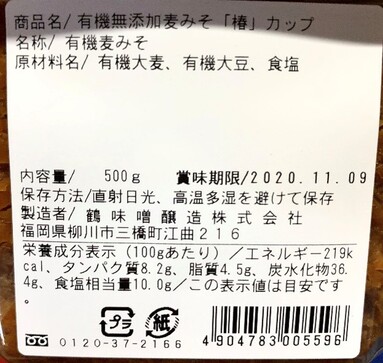 商品名/ 有機無添加麦みそ「椿」カップ
名称/ 有機麦みそ
原材料名/ 有機大麦、有機大豆、食塩
内容量/ 500g 賞味期限/2020.11.09
保存方法/直射日光、高温多湿を避けて保存
製造者/ 鶴味噌醸造株式会社
福岡県柳川市三橋町江曲216
栄養成分表示(100gあたり)/エネルギー219k
cal、タンパク質8.2g、脂質4.5g、炭水化物36.
4g、食塩相当量10.0g/この表示値は目安です
。
プラ 紙
0120-37-2166
4904783005596